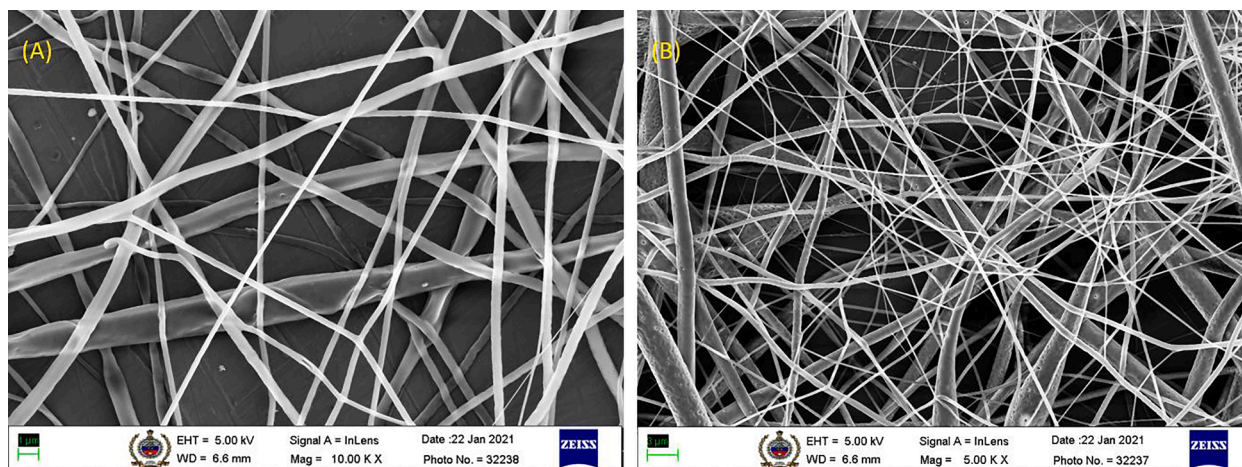 (A)
1 µm
EHT = 5.00 kV
Signal A = InLens
Date :22 Jan 2021
WD = 6.6 mm
Mag = 10.00 K X
Photo No. = 32238
ZEISS
(B)
3 µm
EHT = 5.00 kV
Signal A = InLens
Date :22 Jan 2021
WD = 6.6 mm
Mag = 5.00 K X
Photo No. = 32237
ZEISS